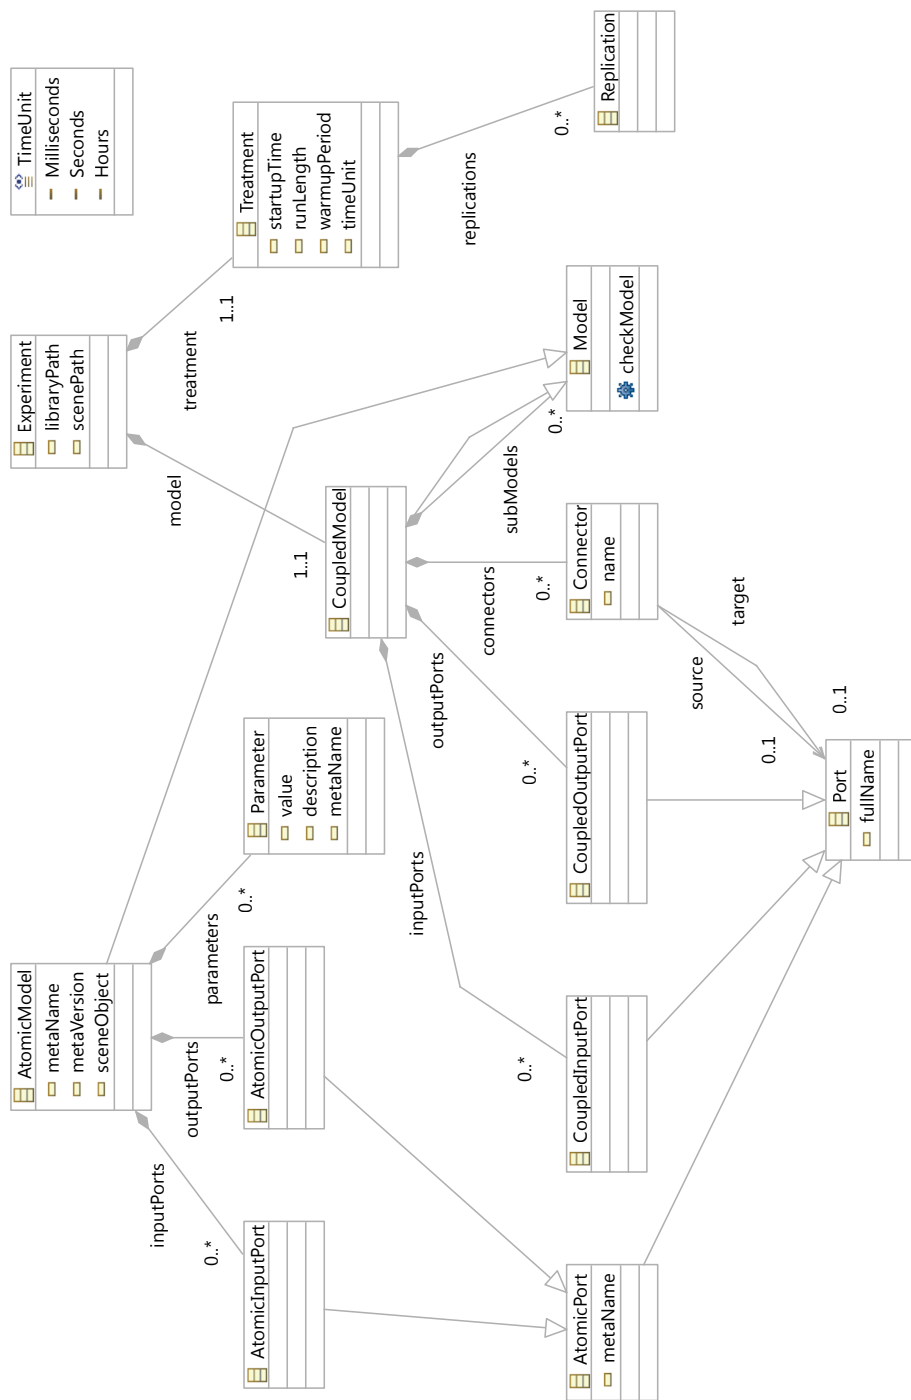 AtomicModel
metaName
metaVersion
sceneObject
Experiment
libraryPath
scenePath
TimeUnit
Milliseconds
Seconds
Hours
inputPorts
0..*
outputPorts
0..*
parameters
0..*
model
1..1
treatment
1..1
AtomicInputPort
AtomicOutputPort
Parameter
value
description
metaName
CoupledModel
Treatment
startupTime
runLength
warmupPeriod
timeUnit
inputPorts
0..*
outputPorts
0..*
connectors
0..*
subModels
0..*
replications
0..*
AtomicPort
metaName
CoupledInputPort
CoupledOutputPort
Connector
name
Model
checkModel
Replication
source
0..1
target
0..1
Port
fullName